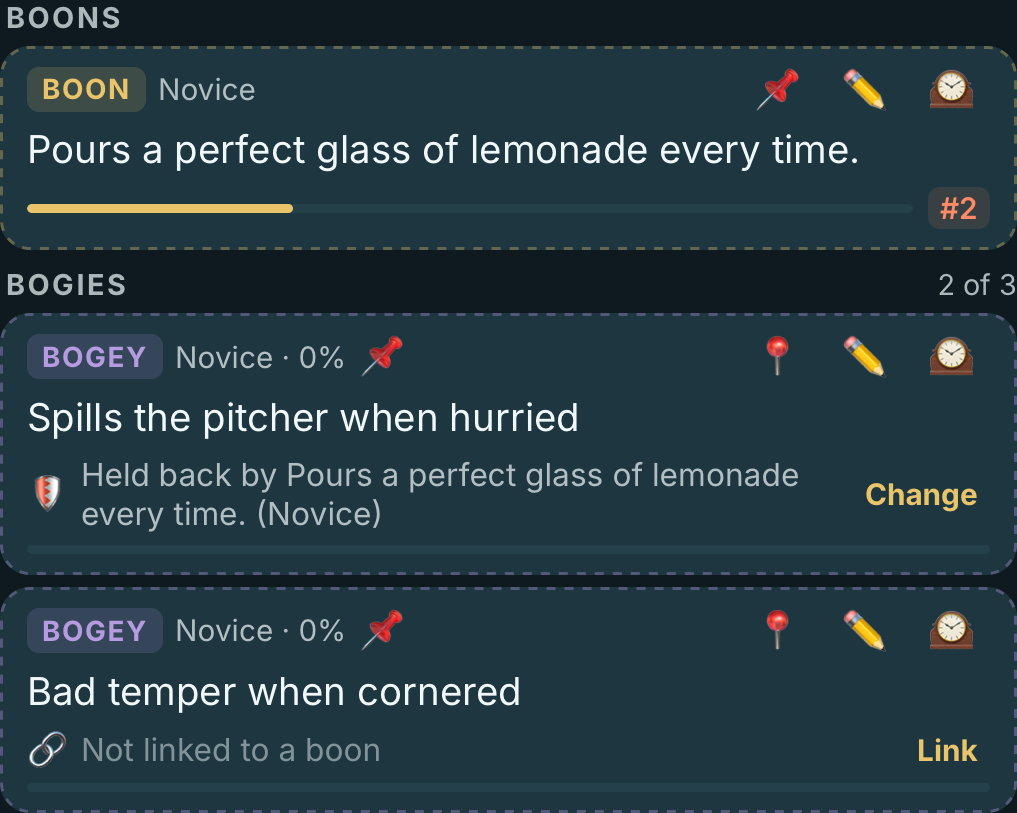 BOONS
BOON Novice
Pours a perfect glass of lemonade every time.
#2
BOGIES 2 of 3
BOGEY Novice · 0%
Spills the pitcher when hurried
Held back by Pours a perfect glass of lemonade
every time. (Novice)
Change
BOGEY Novice · 0%
Bad temper when cornered
Not linked to a boon Link